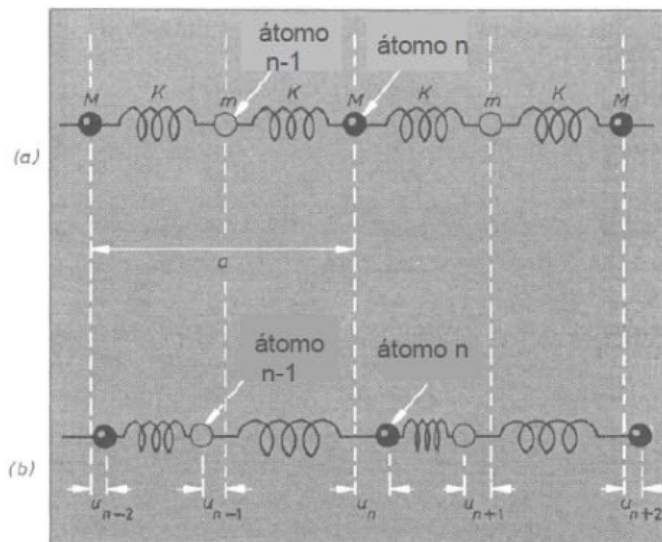 átomo
n-1
átomo n
M
K
m
K
M
K
m
K
M
(a)
a
átomo
n-1
átomo n
(b)
u n-2
u n-1
u n
u n+1
u n+2